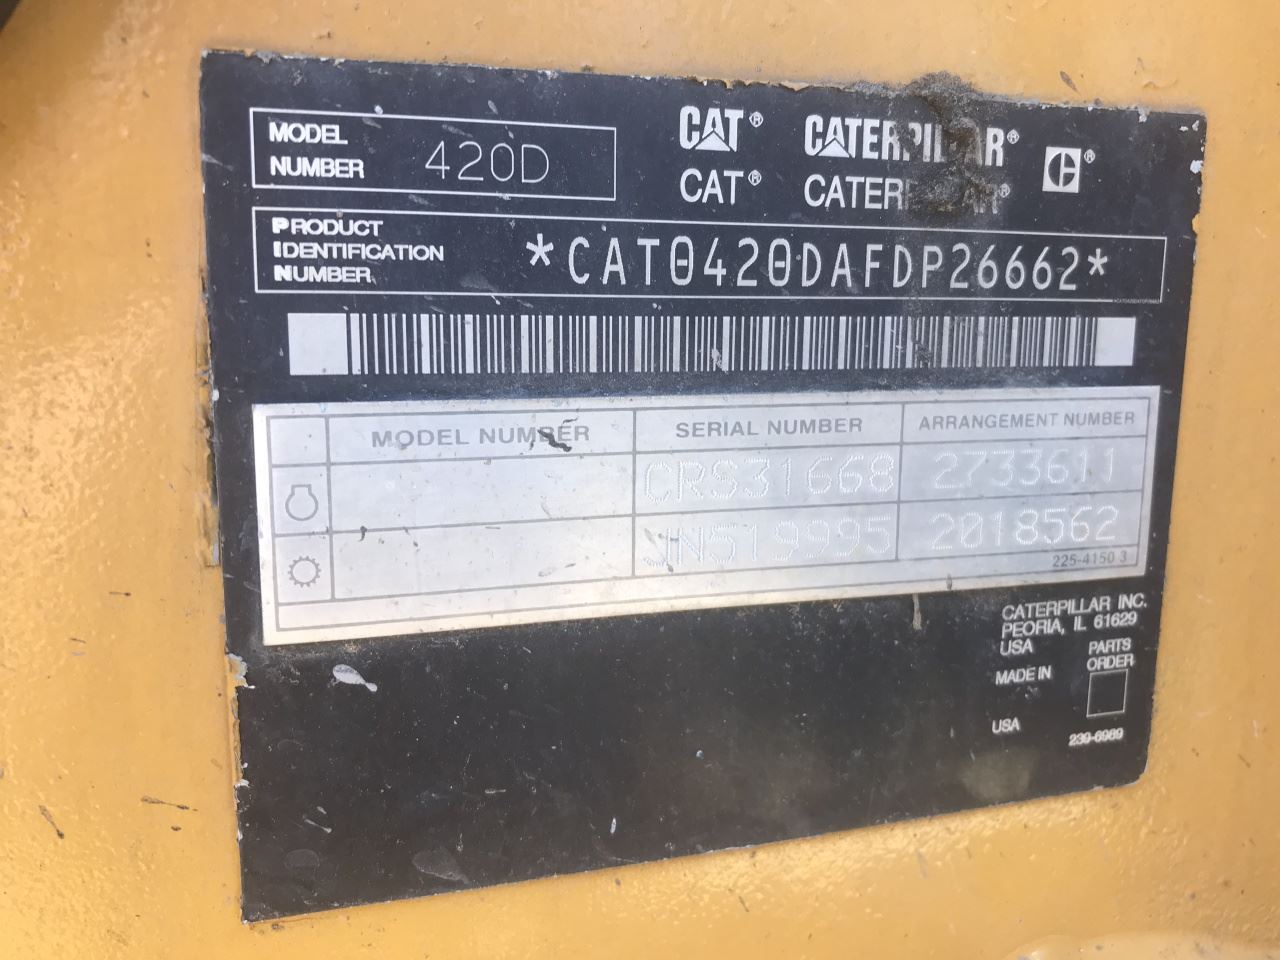 MODEL NUMBER 420D
CAT® CATERPILLAR®
CAT® CATERPILLAR®
PRODUCT IDENTIFICATION NUMBER *CAT0420DAFDP26662*
MODEL NUMBER SERIAL NUMBER ARRANGEMENT NUMBER
CRS31668 2733611
JN519995 2018562
225-4150 3
CATERPILLAR INC.
PEORIA, IL 61629
USA
PARTS ORDER
MADE IN
USA
239-6989